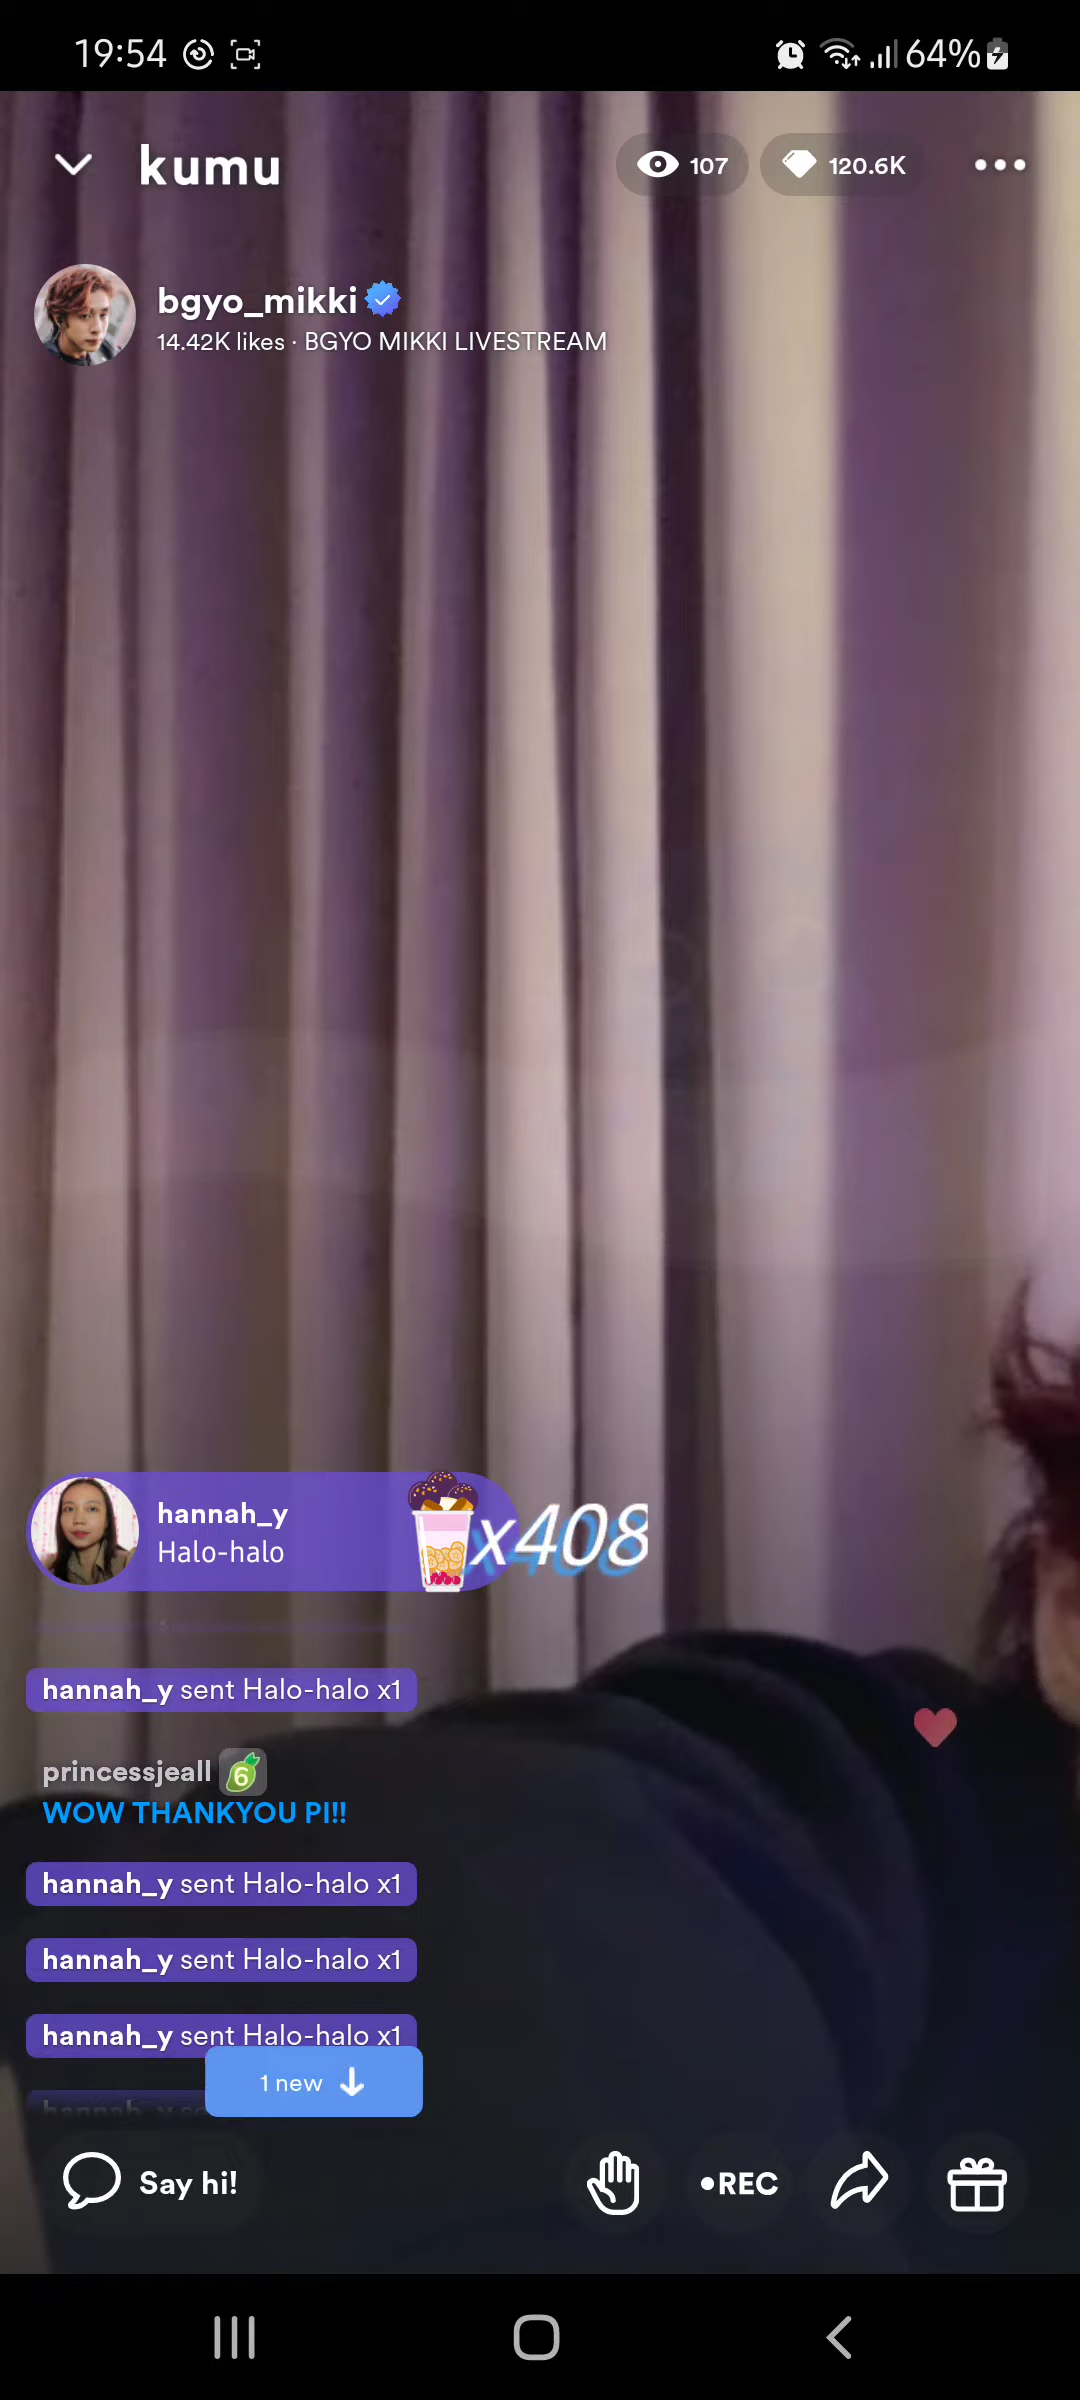 19:54 64%
kumu 107 120.6K
bgyo_mikki
14.42K likes · BGYO MIKKI LIVESTREAM
hannah_y
Halo-halo
x408
hannah_y sent Halo-halo x1
princessjeall 6
WOW THANKYOU PI!!
hannah_y sent Halo-halo x1
hannah_y sent Halo-halo x1
hannah_y sent Halo-halo x1
1 new
Say hi! •REC